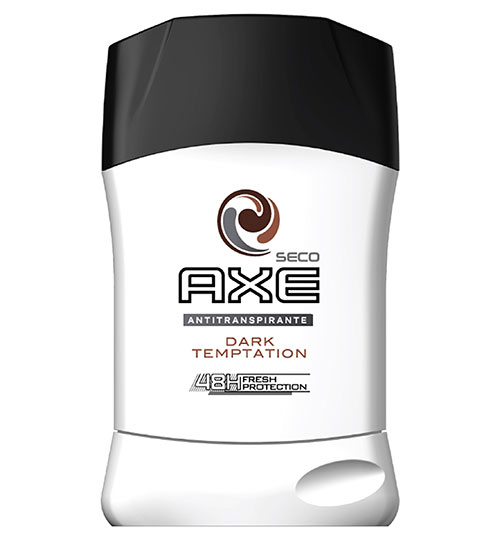 SECO
AXE
ANTITRANSPIRANTE
DARK
TEMPTATION
48H FRESH
PROTECTION